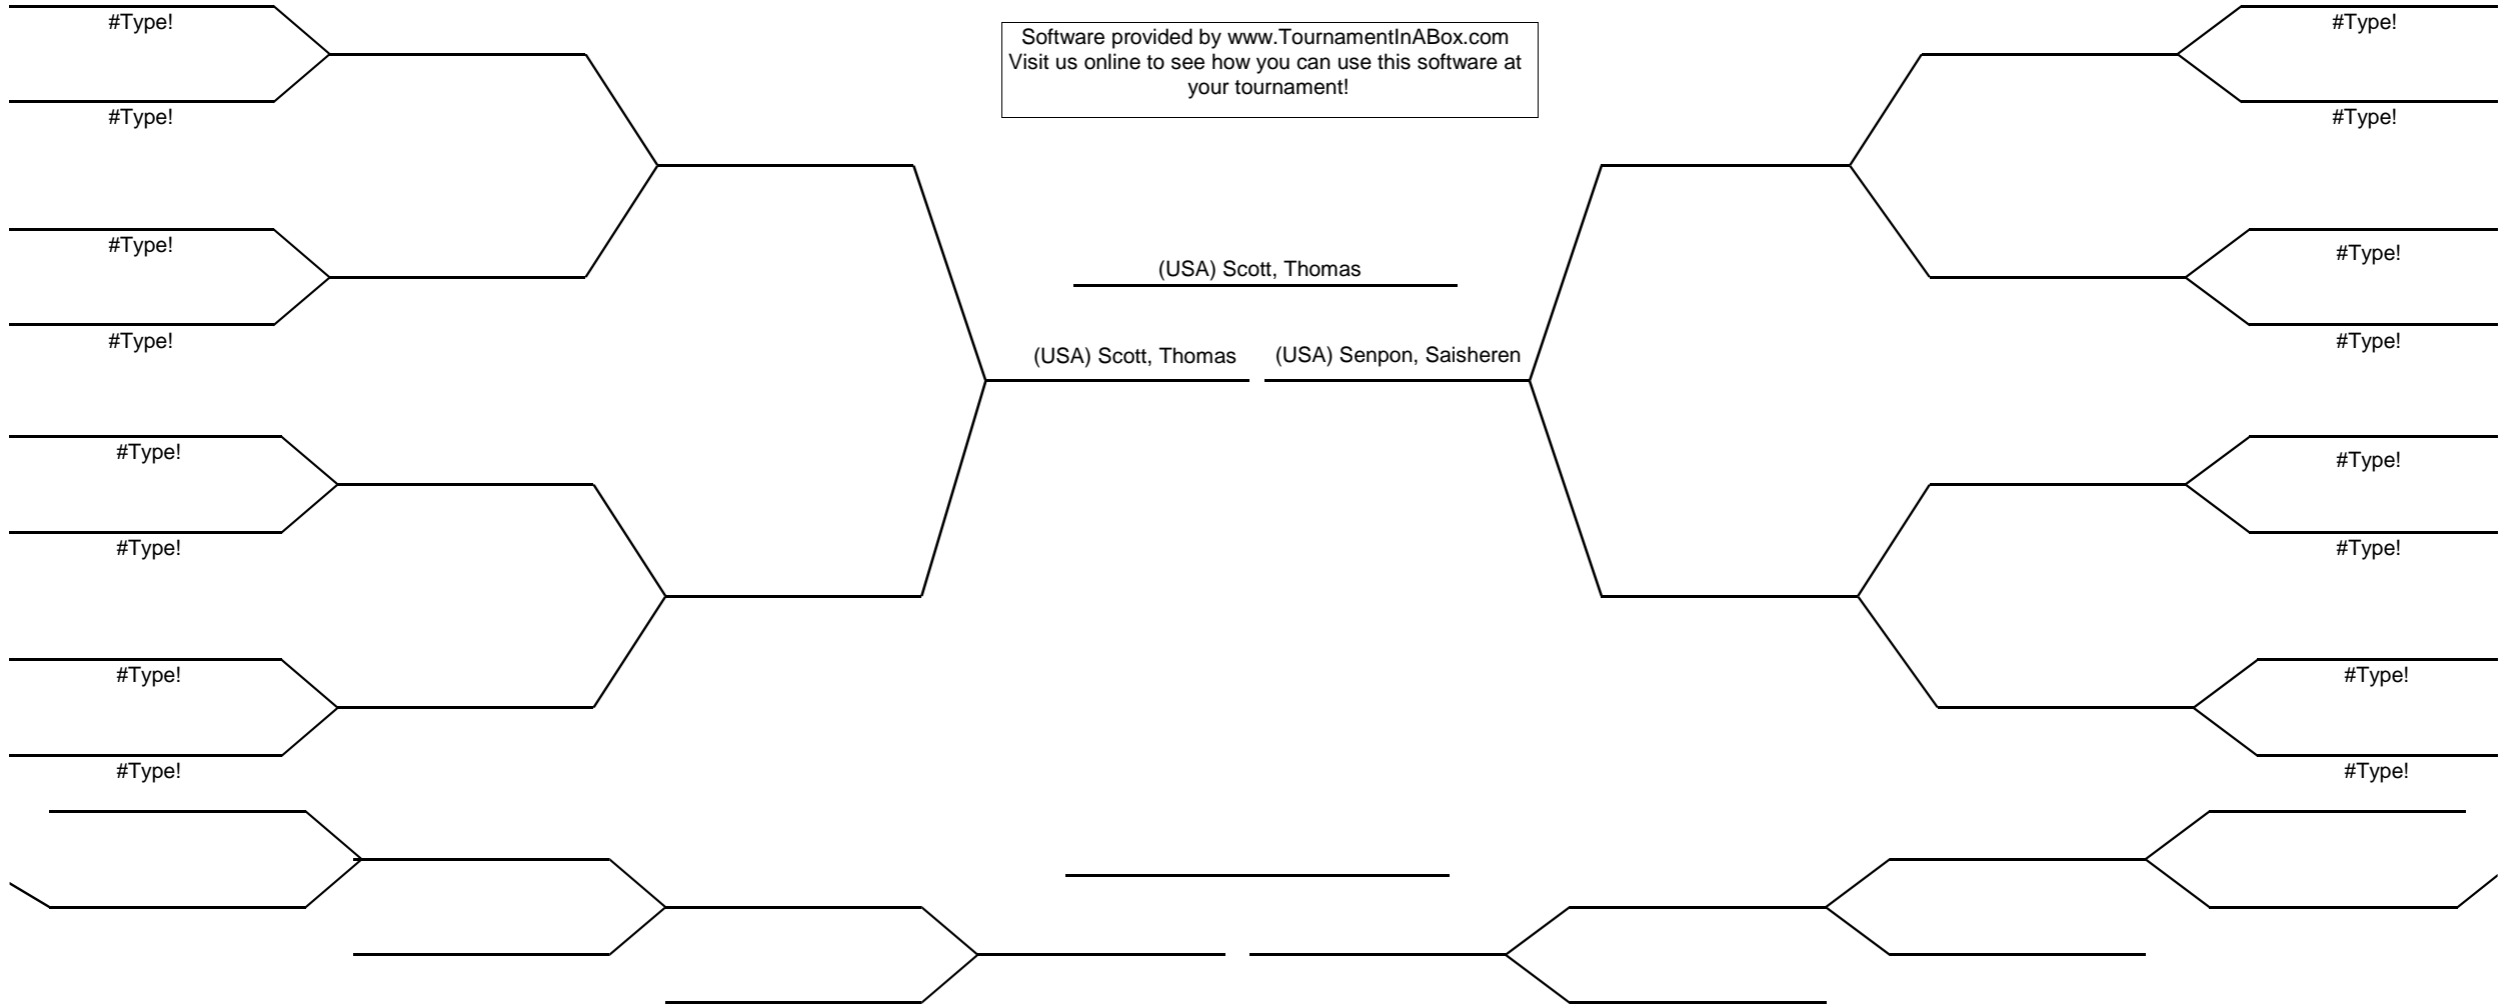 #Type!
#Type!
Software provided by www.TournamentInABox.com
Visit us online to see how you can use this software at
your tournament!
#Type!
#Type!
#Type!
#Type!
(USA) Scott, Thomas
#Type!
#Type!
(USA) Scott, Thomas
(USA) Senpon, Saisheren
#Type!
#Type!
#Type!
#Type!
#Type!
#Type!
#Type!
#Type!